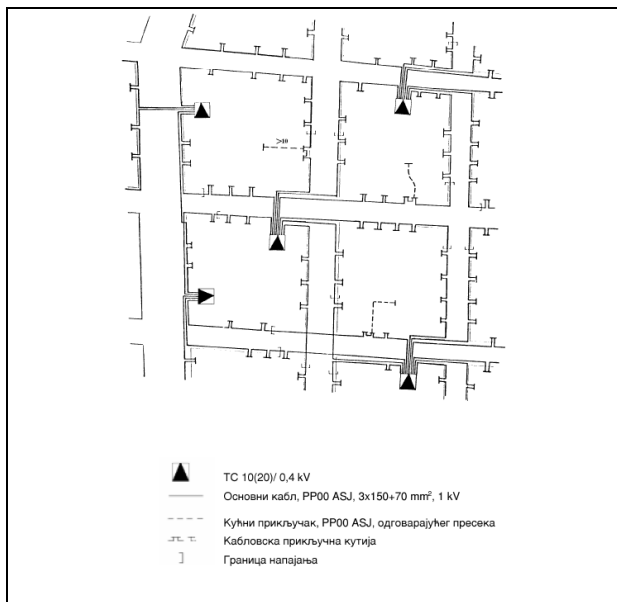 >10
ТС 10(20)/ 0,4 kV
Основни кабл, PP00 ASJ, 3x150+70 mm², 1 kV
Кућни прикључак, PP00 ASJ, одговарајућег пресека
Кабловска прикључна кутија
Граница напајања